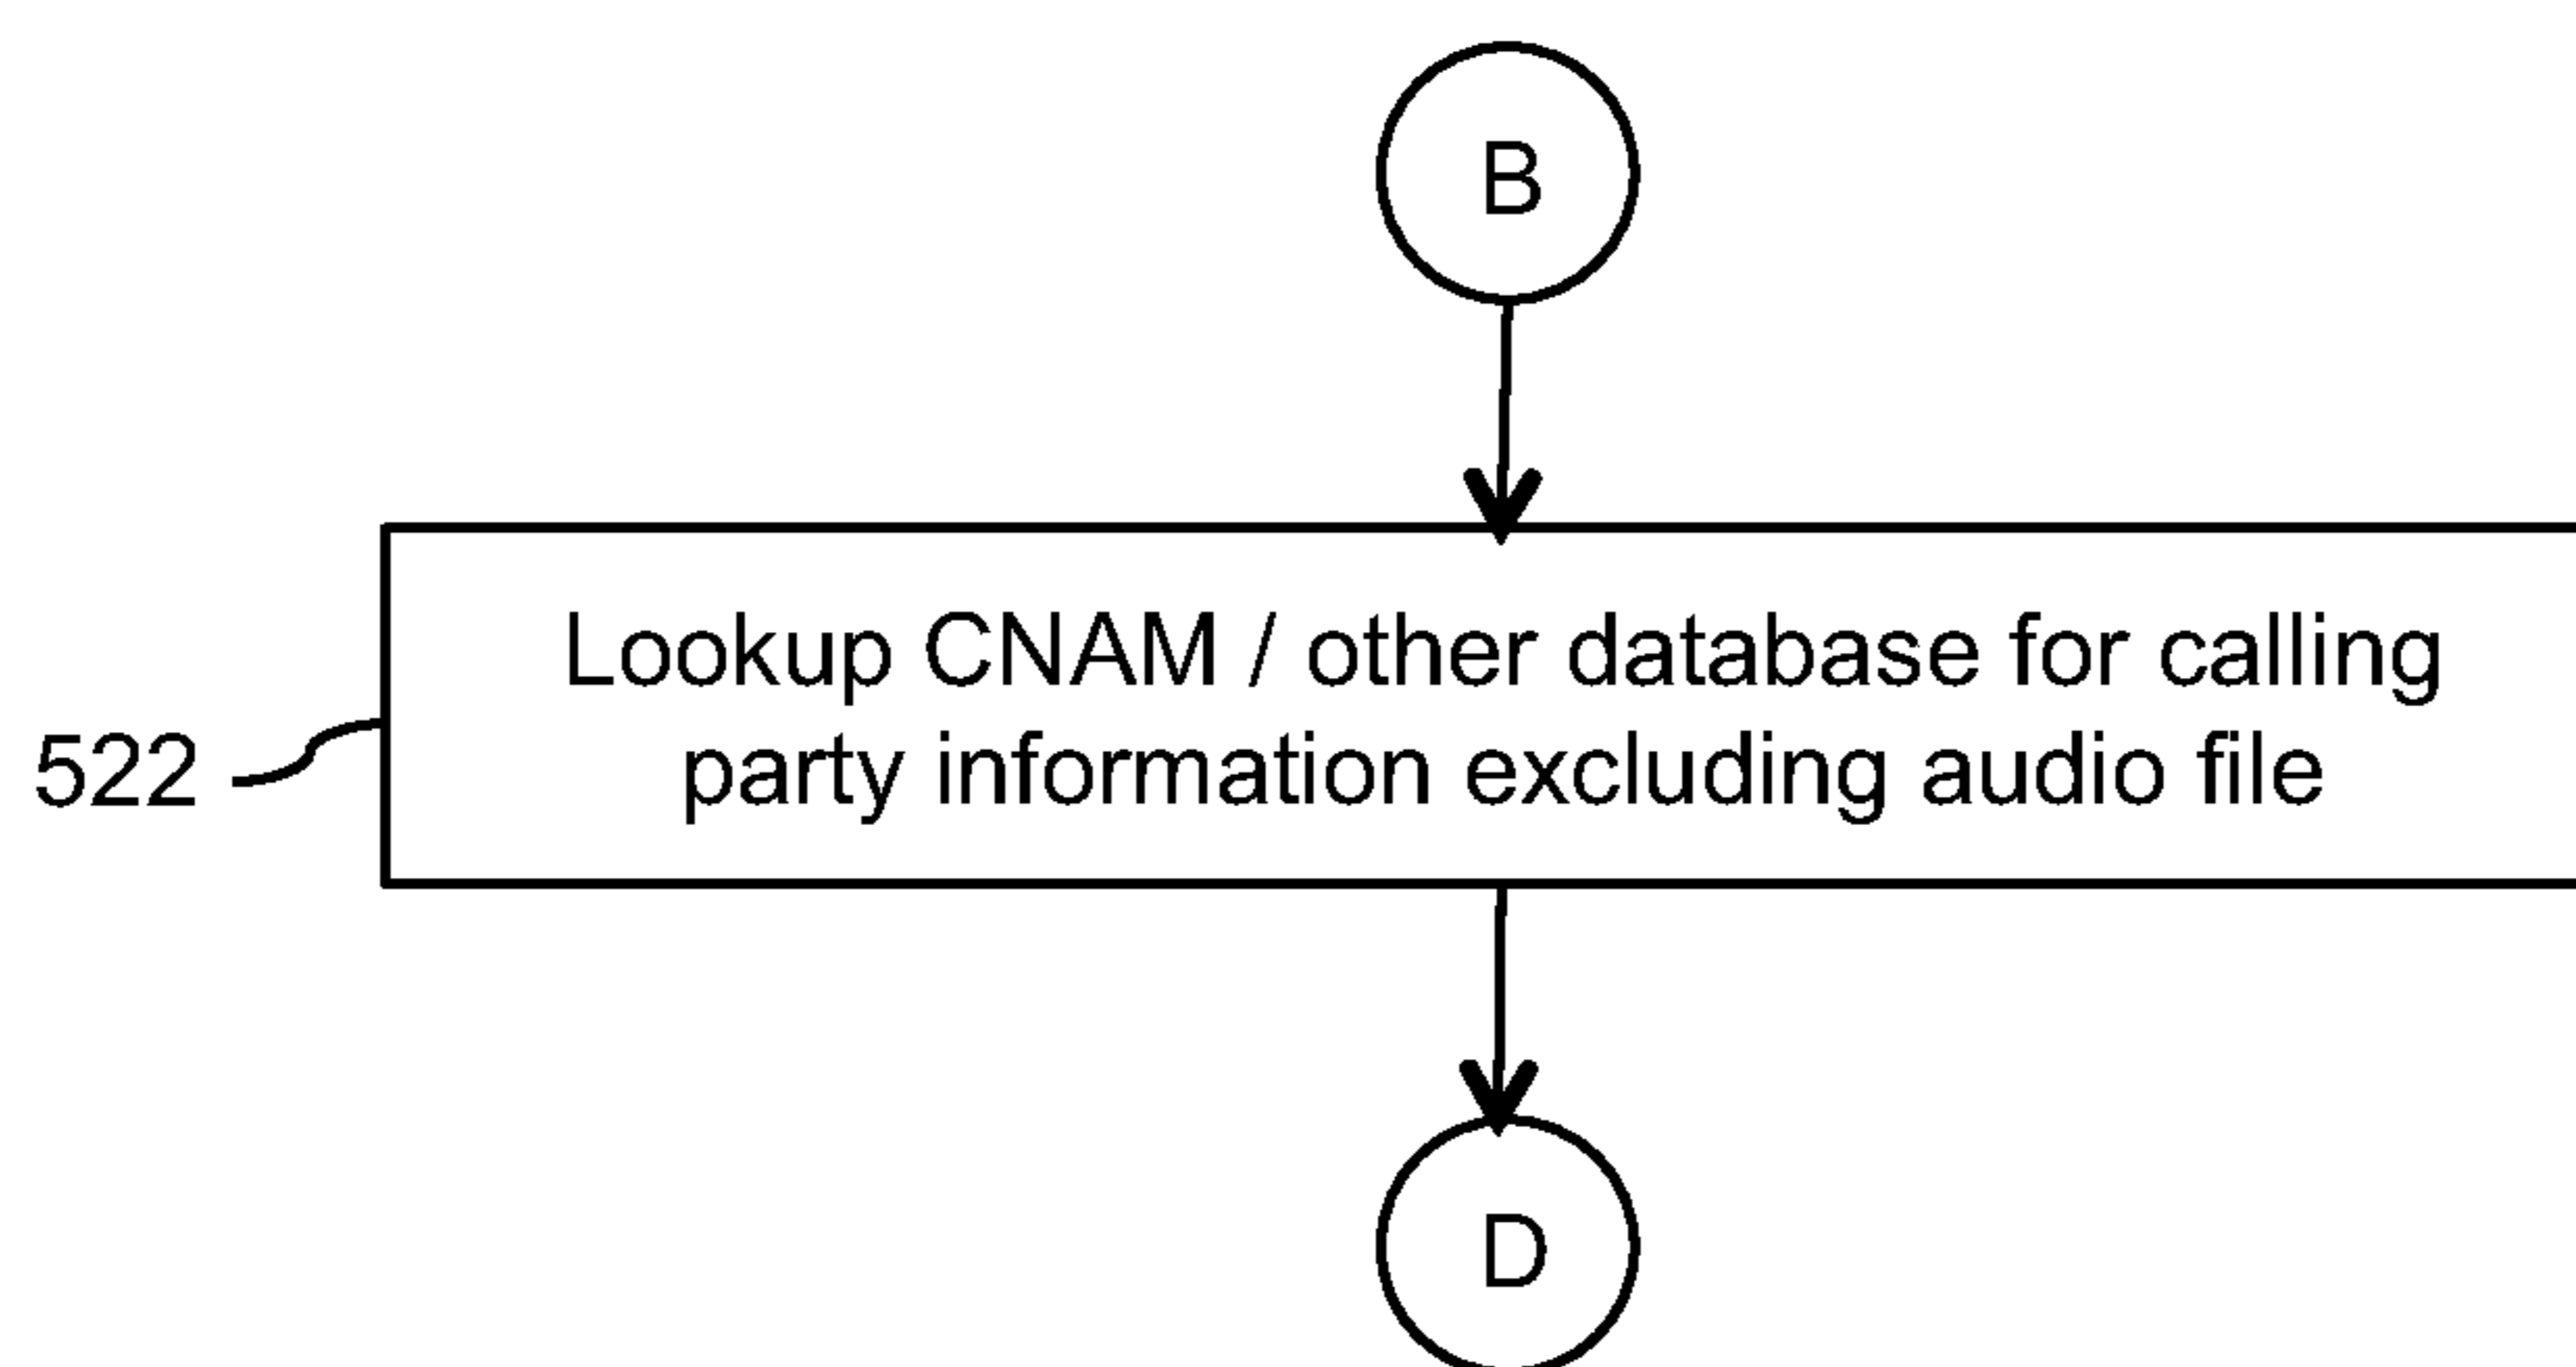 B
Lookup CNAM / other database for calling
party information excluding audio file
522
D